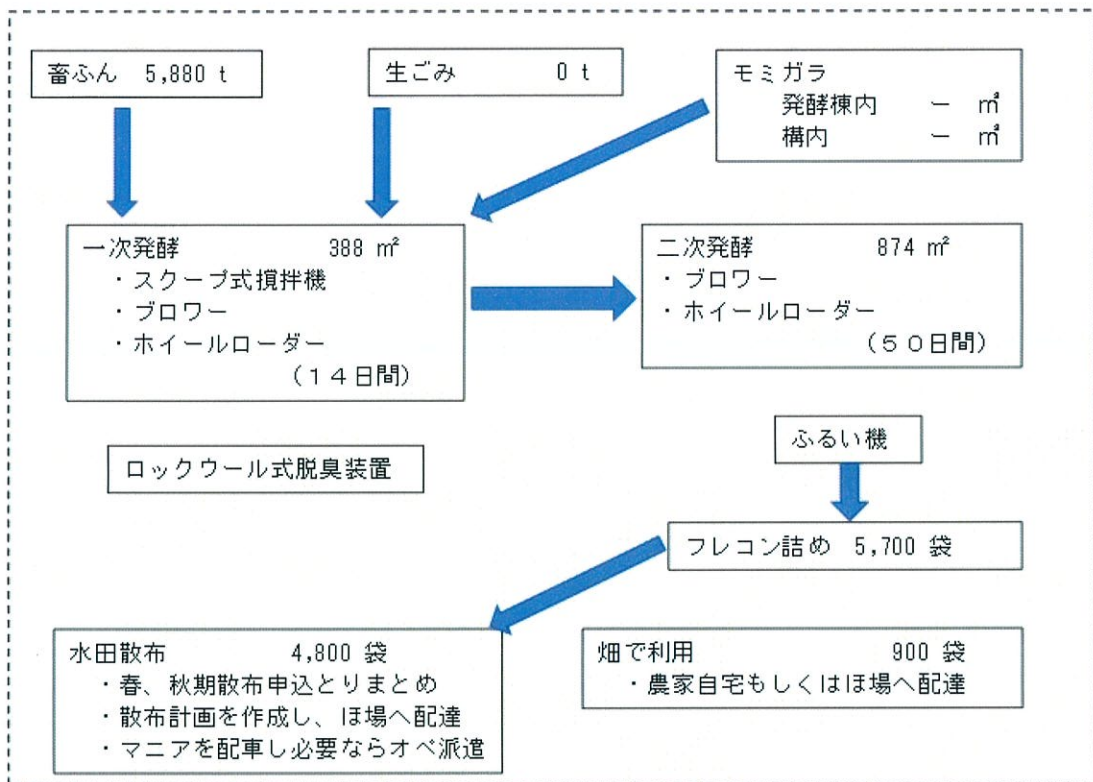 畜ふん 5,880 t
生ごみ 0 t
モミガラ
発酵棟内 － ㎡
構内 － ㎡
一次発酵 388 ㎡
・スクープ式撹拌機
・ブロワー
・ホイールローダー
（１４日間）
二次発酵 874 ㎡
・ブロワー
・ホイールローダー
（５０日間）
ロックウール式脱臭装置
ふるい機
フレコン詰め 5,700 袋
水田散布 4,800 袋
・春、秋期散布申込とりまとめ
・散布計画を作成し、ほ場へ配達
・マニアを配車し必要ならオペ派遣
畑で利用 900 袋
・農家自宅もしくはほ場へ配達